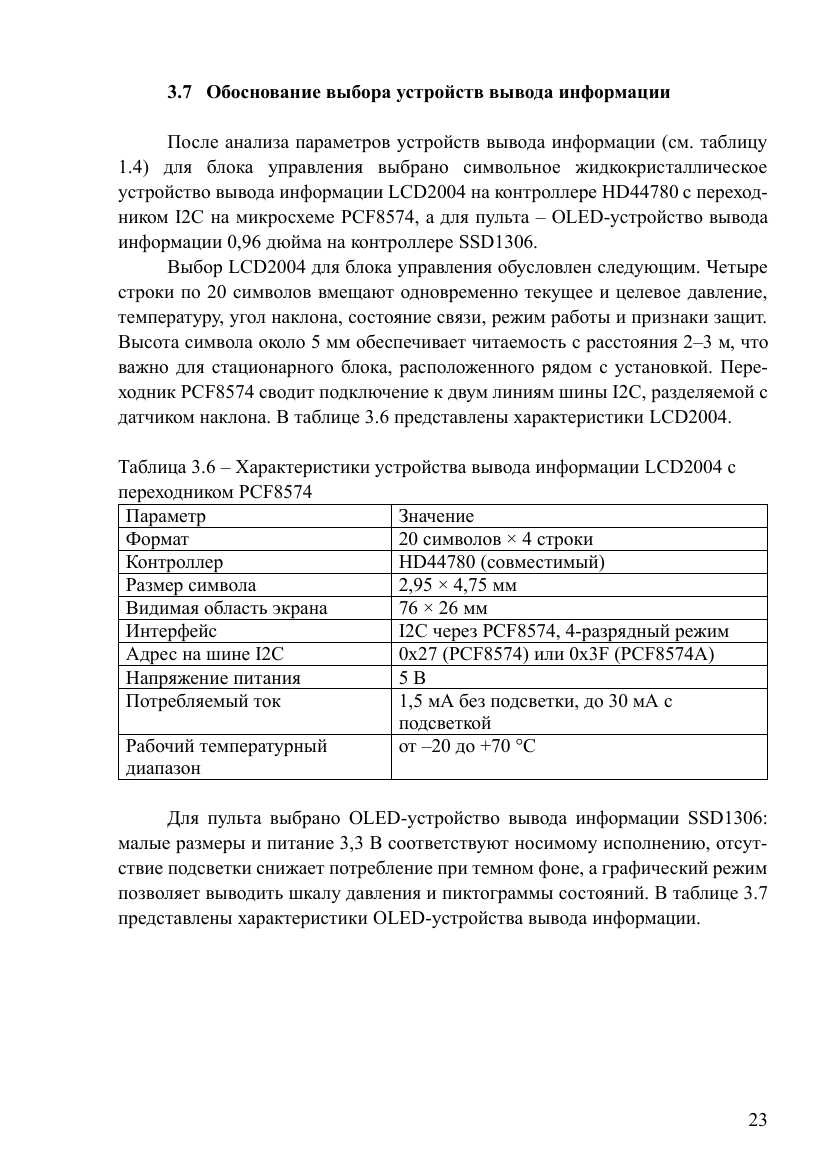 3.7 Обоснование выбора устройств вывода информации
После анализа параметров устройств вывода информации (см. таблицу
1.4) для блока управления выбрано символьное жидкокристаллическое
устройство вывода информации LCD2004 на контроллере HD44780 с переход-
ником I2C на микросхеме PCF8574, а для пульта – OLED-устройство вывода
информации 0,96 дюйма на контроллере SSD1306.
Выбор LCD2004 для блока управления обусловлен следующим. Четыре
строки по 20 символов вмещают одновременно текущее и целевое давление,
температуру, угол наклона, состояние связи, режим работы и признаки защит.
Высота символа около 5 мм обеспечивает читаемость с расстояния 2–3 м, что
важно для стационарного блока, расположенного рядом с установкой. Пере-
ходник PCF8574 сводит подключение к двум линиям шины I2C, разделяемой с
датчиком наклона. В таблице 3.6 представлены характеристики LCD2004.
Таблица 3.6 – Характеристики устройства вывода информации LCD2004 с
переходником PCF8574
Параметр Значение
Формат 20 символов × 4 строки
Контроллер HD44780 (совместимый)
Размер символа 2,95 × 4,75 мм
Видимая область экрана 76 × 26 мм
Интерфейс I2C через PCF8574, 4-разрядный режим
Адрес на шине I2C 0x27 (PCF8574) или 0x3F (PCF8574A)
Напряжение питания 5 В
Потребляемый ток 1,5 мА без подсветки, до 30 мА с
подсветкой
Рабочий температурный от –20 до +70 °C
диапазон
Для пульта выбрано OLED-устройство вывода информации SSD1306:
малые размеры и питание 3,3 В соответствуют носимому исполнению, отсут-
ствие подсветки снижает потребление при темном фоне, а графический режим
позволяет выводить шкалу давления и пиктограммы состояний. В таблице 3.7
представлены характеристики OLED-устройства вывода информации.
23